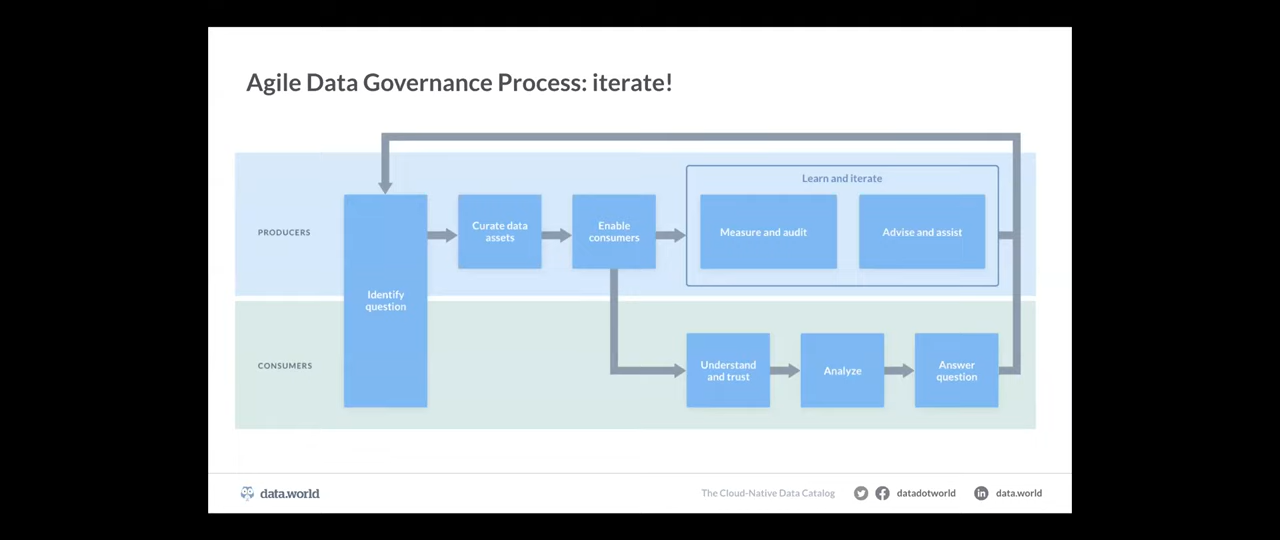 Agile Data Governance Process: iterate!
Learn and iterate
PRODUCERS
Identify
question
Curate data
assets
Enable
consumers
Measure and audit
Advise and assist
CONSUMERS
Understand
and trust
Analyze
Answer
question
data.world
The Cloud-Native Data Catalog
datadotworld
data.world